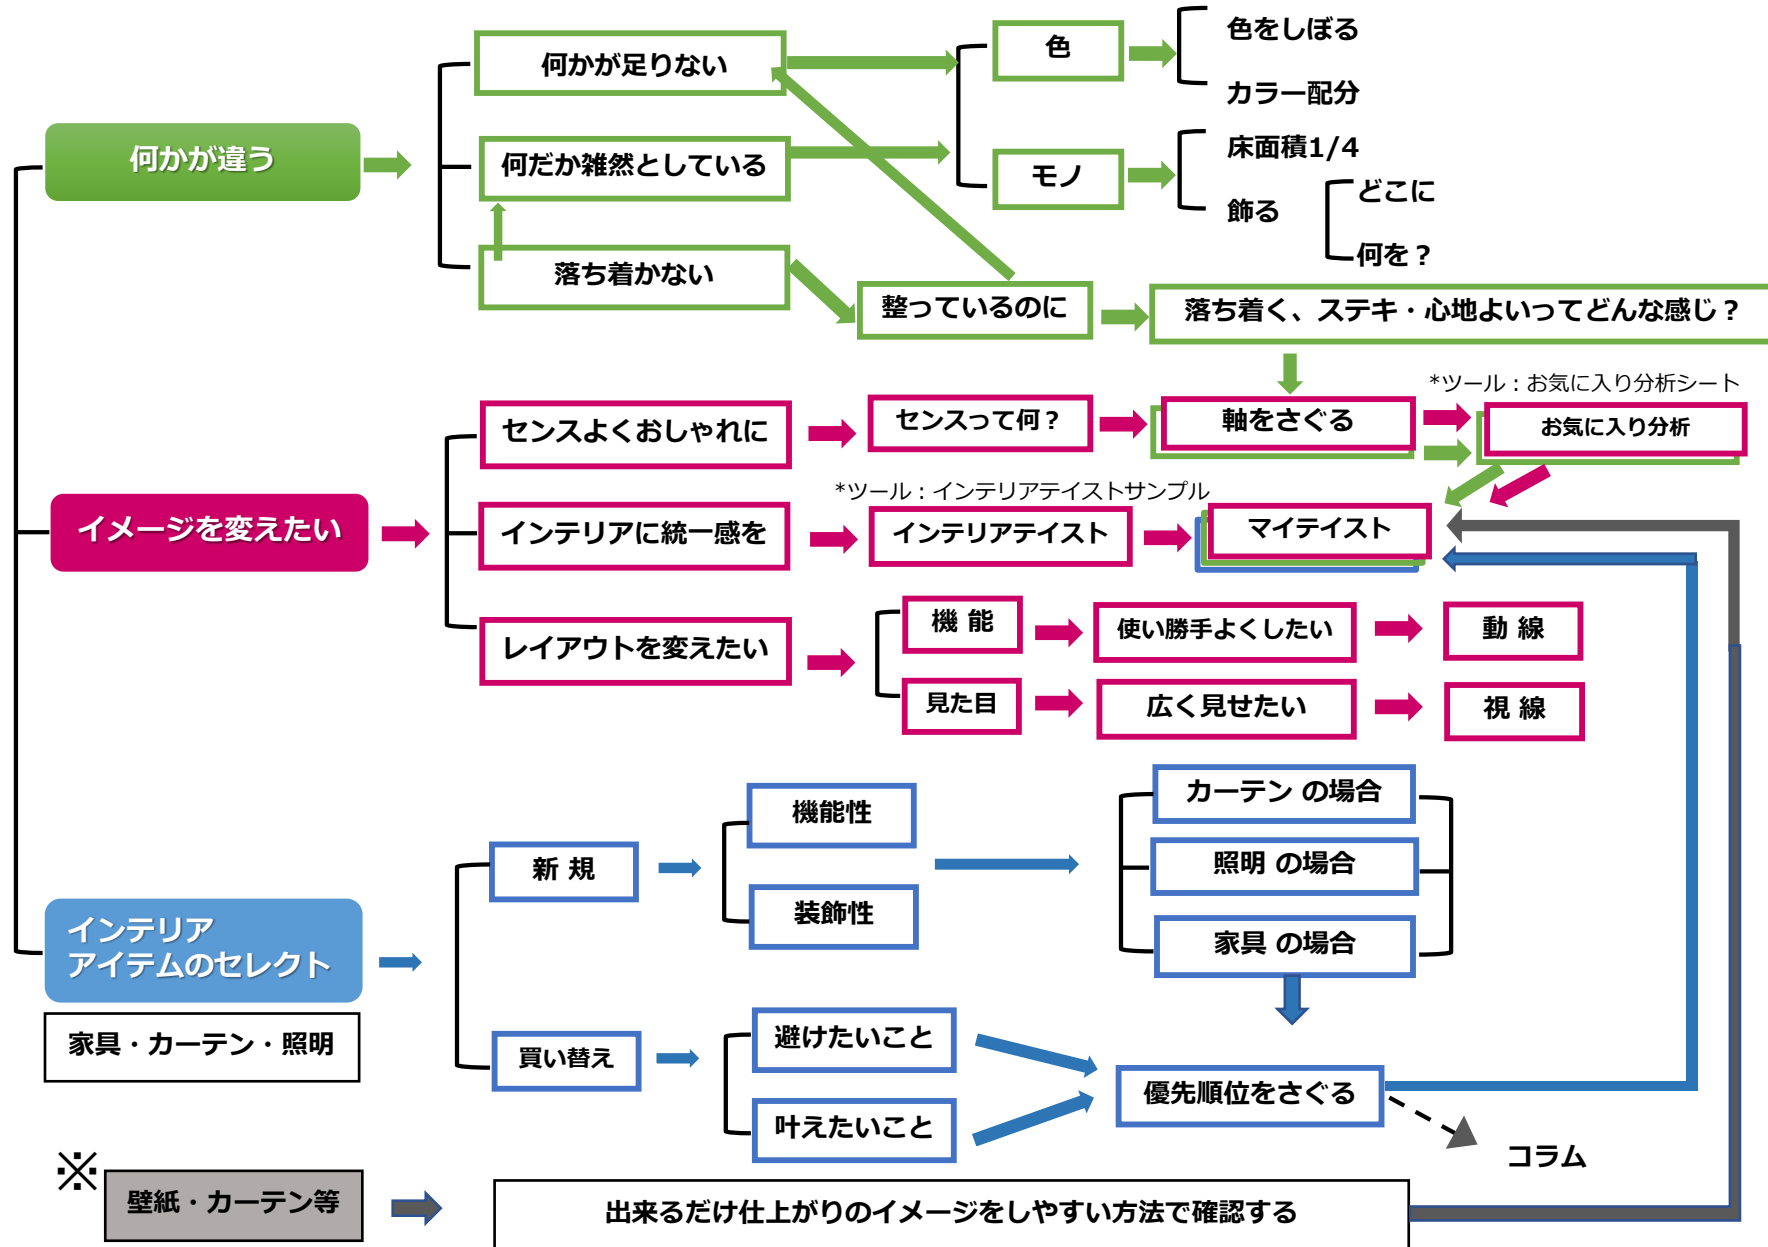 何かが違う
何かが足りない
何だか雑然としている
落ち着かない
色
モノ
色をしぼる
カラー配分
床面積1/4
飾る
どこに
何を？
整っているのに
落ち着く、ステキ・心地よいってどんな感じ？
イメージを変えたい
センスよくおしゃれに
センスって何？
軸をさぐる
*ツール：お気に入り分析シート
お気に入り分析
インテリアに統一感を
*ツール：インテリアテイストサンプル
インテリアテイスト
マイテイスト
レイアウトを変えたい
機 能
使い勝手よくしたい
動 線
見た目
広く見せたい
視 線
インテリア
アイテムのセレクト
家具・カーテン・照明
新 規
機能性
装飾性
カーテン の場合
照明 の場合
家具 の場合
買い替え
避けたいこと
叶えたいこと
優先順位をさぐる
コラム
※
壁紙・カーテン等
出来るだけ仕上がりのイメージをしやすい方法で確認する